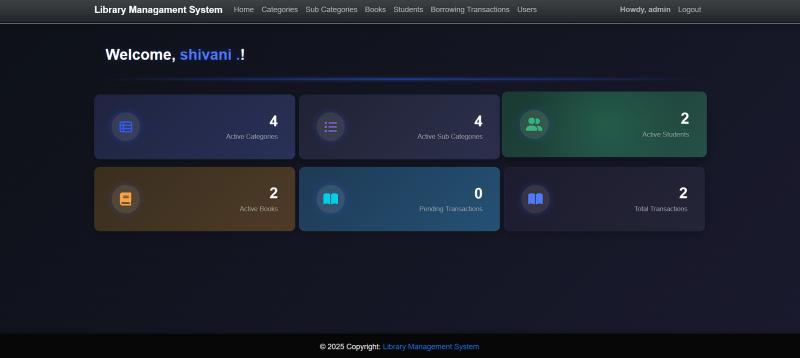 Library Managament System Home Categories Sub Categories Books Students Borrowing Transactions Users Howdy, admin Logout
Welcome, shivani .!
4
Active Categories
4
Active Sub Categories
2
Active Students
2
Active Books
0
Pending Transactions
2
Total Transactions
© 2025 Copyright: Library Management System